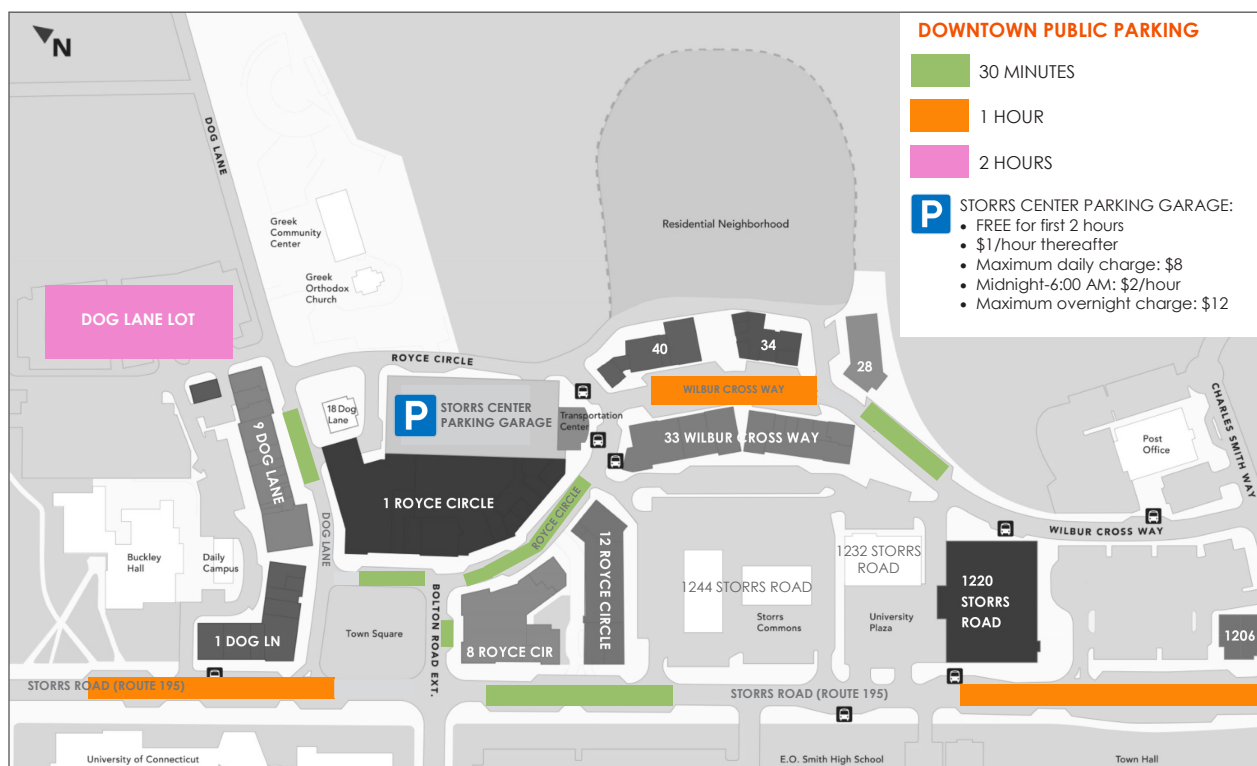 N
DOWNTOWN PUBLIC PARKING
30 MINUTES
1 HOUR
2 HOURS
P
STORRS CENTER PARKING GARAGE:
• FREE for first 2 hours
• $1/hour thereafter
• Maximum daily charge: $8
• Midnight-6:00 AM: $2/hour
• Maximum overnight charge: $12
DOG LANE
Greek
Community
Center
Greek
Orthodox
Church
Residential Neighborhood
DOG LANE LOT
ROYCE CIRCLE
40
34
28
WILBUR CROSS WAY
18 Dog
Lane
P
STORRS CENTER
PARKING GARAGE
Transportation
Center
33 WILBUR CROSS WAY
CHARLES SMITH WAY
Post
Office
9 DOG LANE
1 ROYCE CIRCLE
ROYCE CIRCLE
DOG LANE
12 ROYCE CIRCLE
WILBUR CROSS WAY
Buckley
Hall
Daily
Campus
1244 STORRS ROAD
1232 STORRS
ROAD
1220
STORRS
ROAD
Storrs
Commons
University
Plaza
1 DOG LN
Town Square
BOLTON ROAD EXT.
8 ROYCE CIR
1206
STORRS ROAD (ROUTE 195)
STORRS ROAD (ROUTE 195)
University of Connecticut
E.O. Smith High School
Town Hall